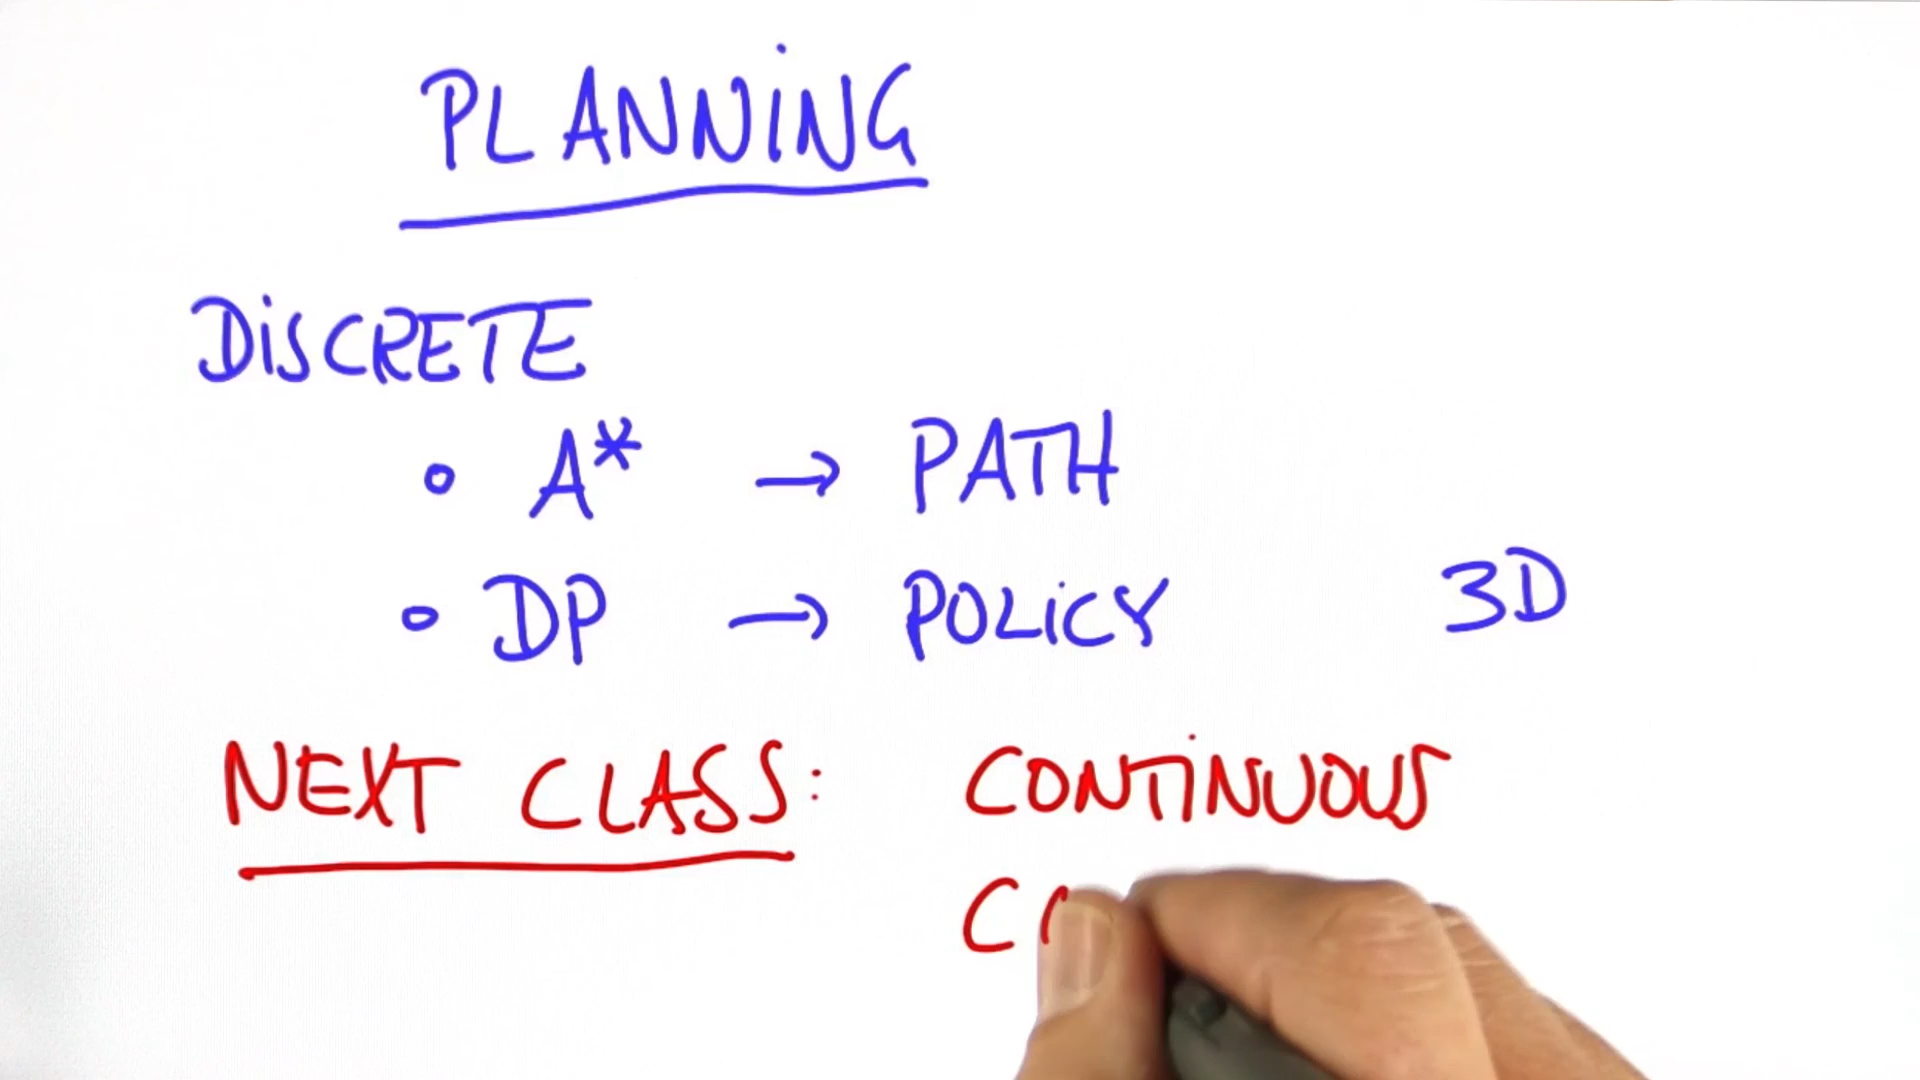 PLANNiNG
DiSCRETE
A* → PATH
DP → POLiCY 3D
NEXT CLASS: CONTiNUOUS